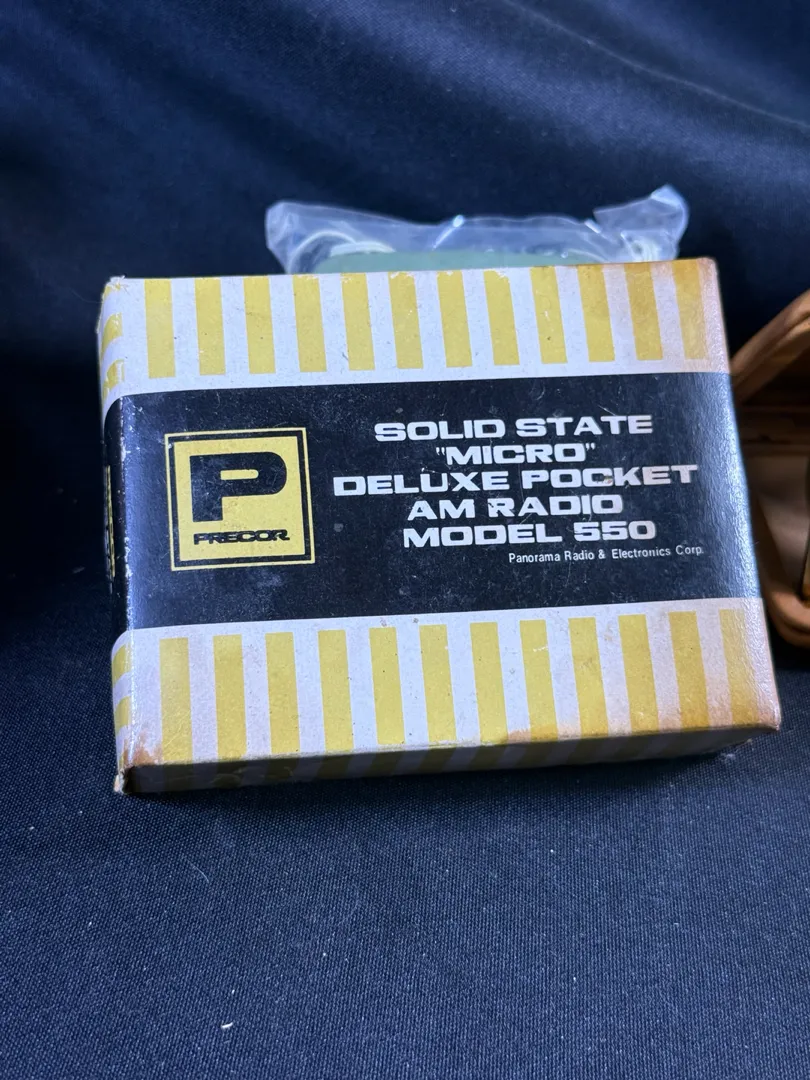 P
PRECOR
SOLID STATE
"MICRO"
DELUXE POCKET
AM RADIO
MODEL 550
Panorama Radio & Electronics Corp.